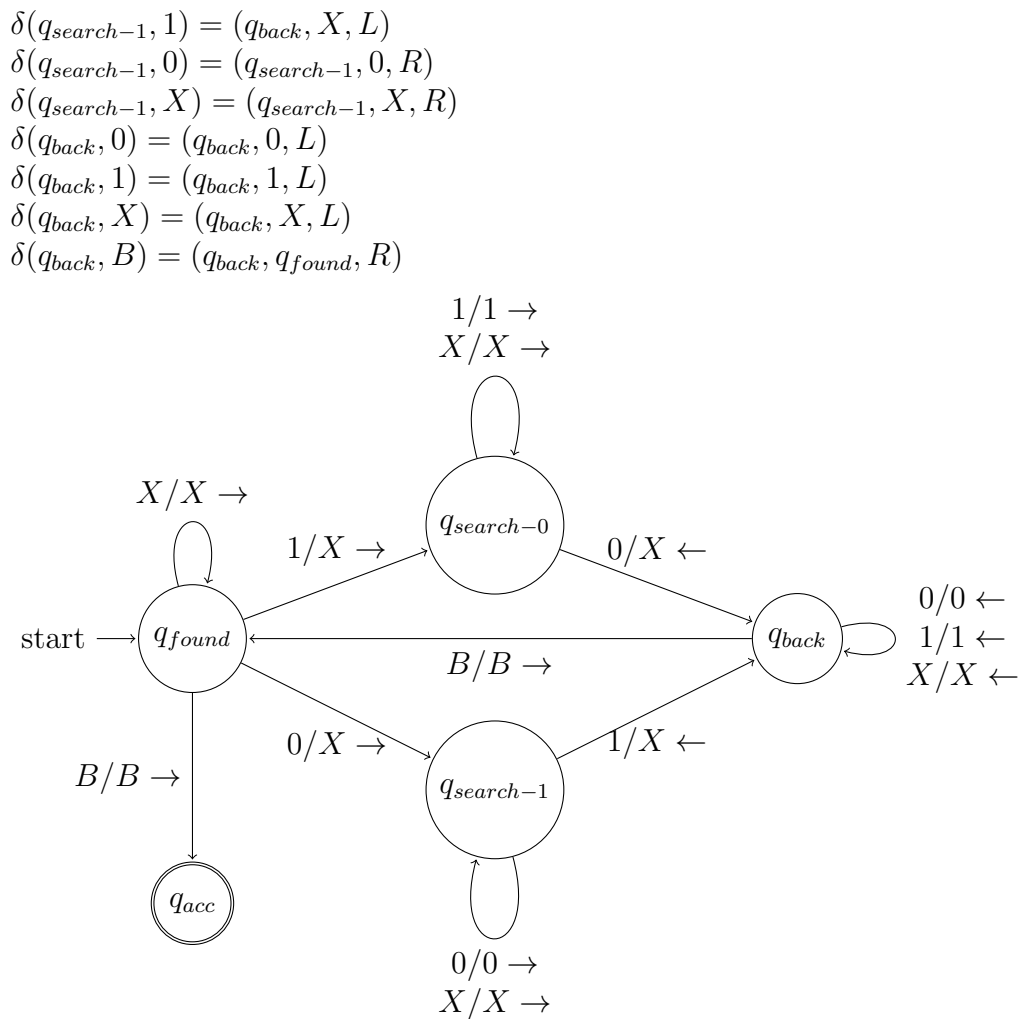 δ(q_{search−1}, 1) = (q_{back}, X, L)
δ(q_{search−1}, 0) = (q_{search−1}, 0, R)
δ(q_{search−1}, X) = (q_{search−1}, X, R)
δ(q_{back}, 0) = (q_{back}, 0, L)
δ(q_{back}, 1) = (q_{back}, 1, L)
δ(q_{back}, X) = (q_{back}, X, L)
δ(q_{back}, B) = (q_{back}, q_{found}, R)
1/1 →
X/X →
X/X →
q_{search−0}
1/X →
0/X ←
start
q_{found}
q_{back}
0/0 ←
1/1 ←
X/X ←
B/B →
0/X →
1/X ←
B/B →
q_{search−1}
q_{acc}
0/0 →
X/X →